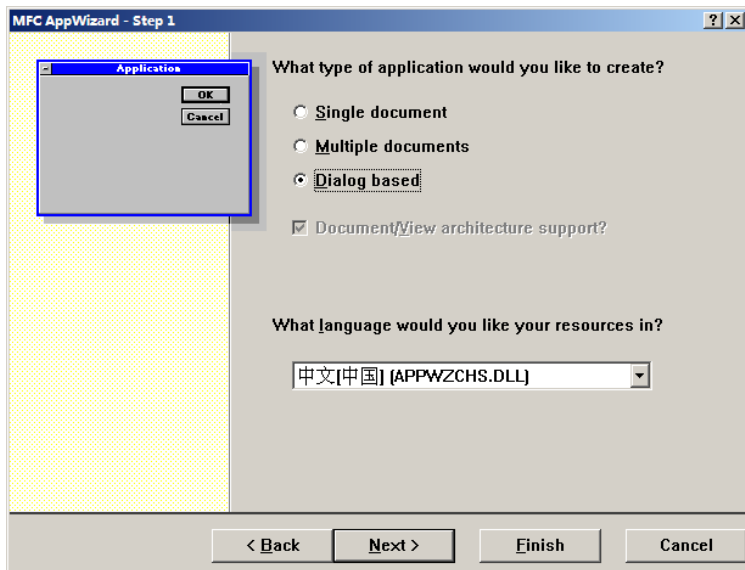 MFC AppWizard - Step 1
Application
OK
Cancel
What type of application would you like to create?
Single document
Multiple documents
Dialog based
Document/View architecture support?
What language would you like your resources in?
中文[中国] (APPWZCHS.DLL)
< Back
Next >
Finish
Cancel